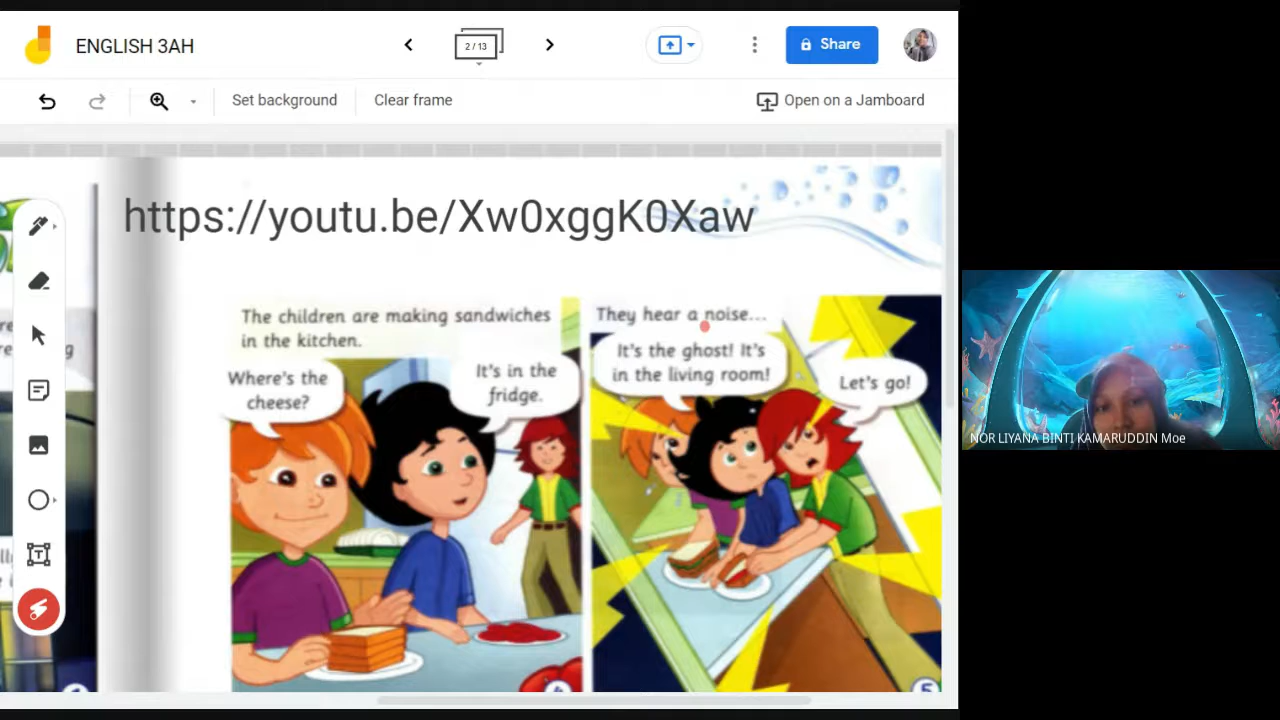 ENGLISH 3AH
2 / 13
Share
Set background
Clear frame
Open on a Jamboard
https://youtu.be/Xw0xggK0Xaw
The children are making sandwiches
in the kitchen.
Where's the
cheese?
It's in the
fridge.
4
They hear a noise...
It's the ghost! It's
in the living room!
Let's go!
5
NOR LIYANA BINTI KAMARUDDIN Moe